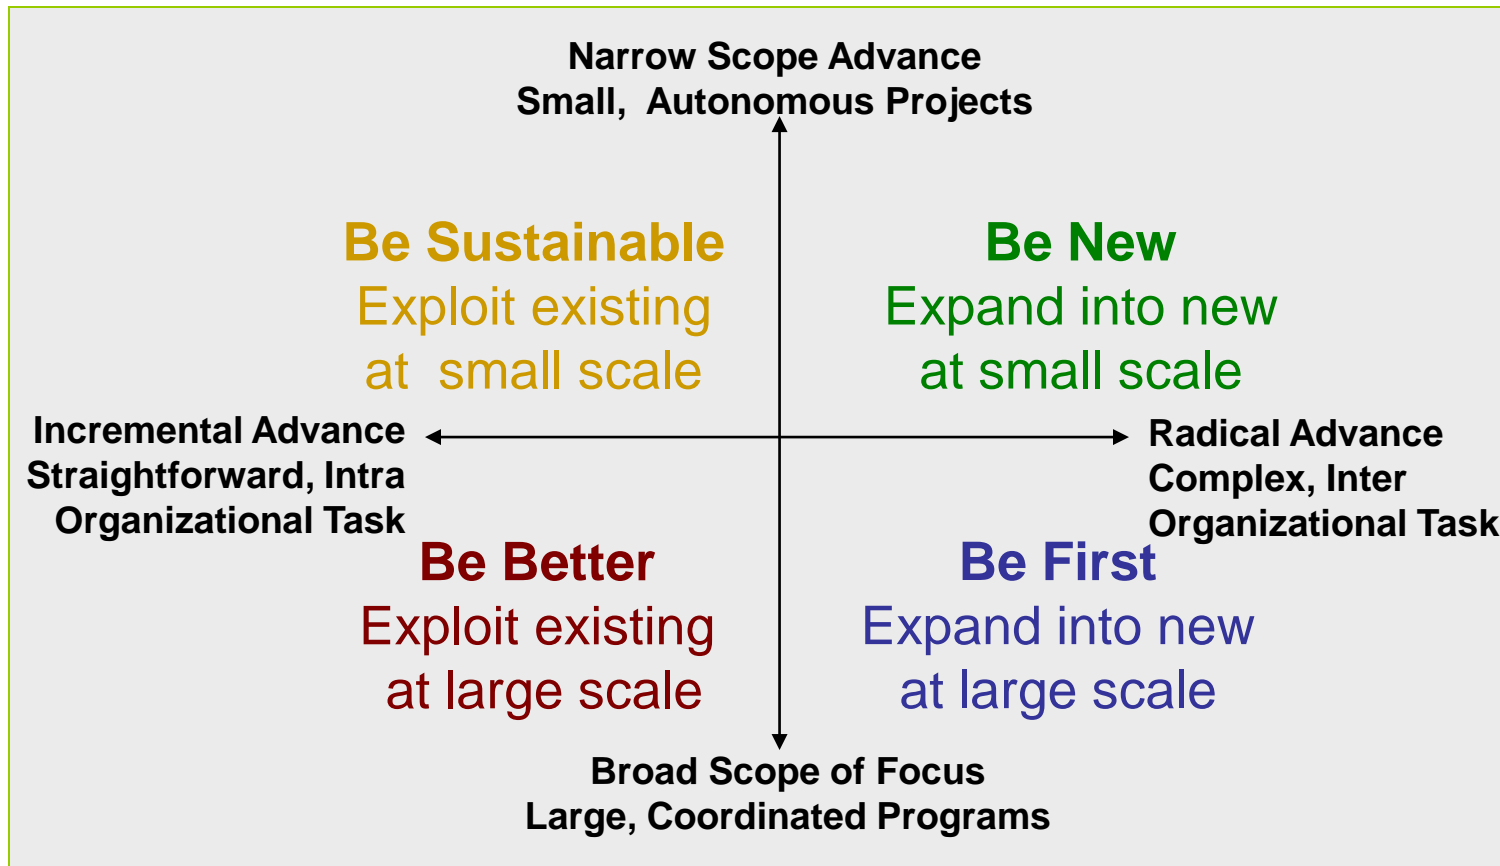 Narrow Scope Advance
Small, Autonomous Projects
Be Sustainable
Exploit existing
at small scale
Be New
Expand into new
at small scale
Incremental Advance
Straightforward, Intra
Organizational Task
Radical Advance
Complex, Inter
Organizational Task
Be Better
Exploit existing
at large scale
Be First
Expand into new
at large scale
Broad Scope of Focus
Large, Coordinated Programs